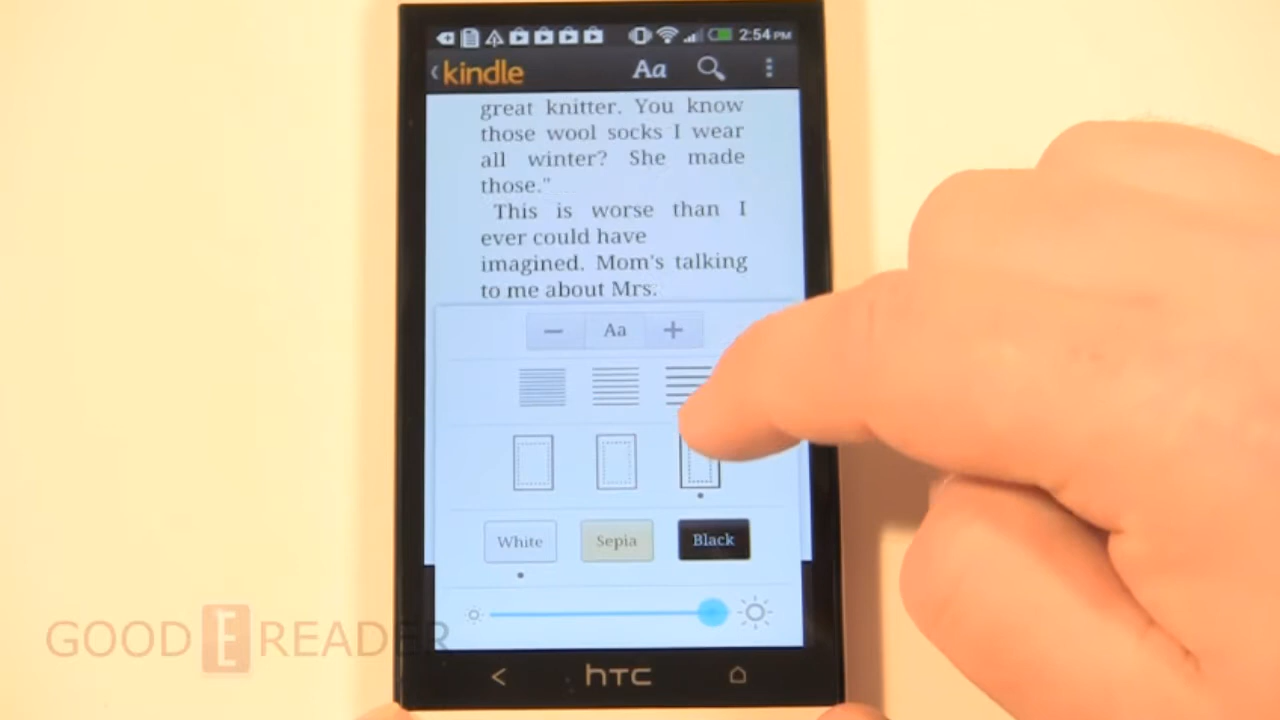 2:54 PM
kindle
Aa
great knitter. You know
those wool socks I wear
all winter? She made
those."
This is worse than I
ever could have
imagined. Mom's talking
to me about Mrs.
Aa
White
Sepia
Black
GOOD E READER
hTC